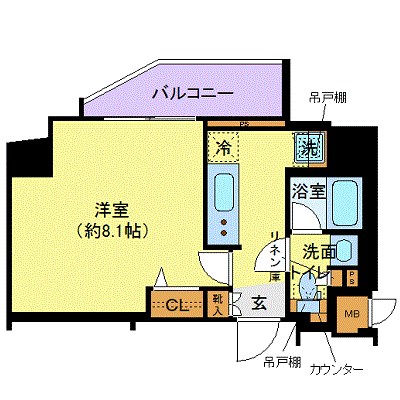 バルコニー
吊戸棚
PS
冷
洗
浴室
洋室
(約8.1帖)
リネン庫
洗面
トイレ
PS
CL
靴入
玄
MB
吊戸棚
カウンター